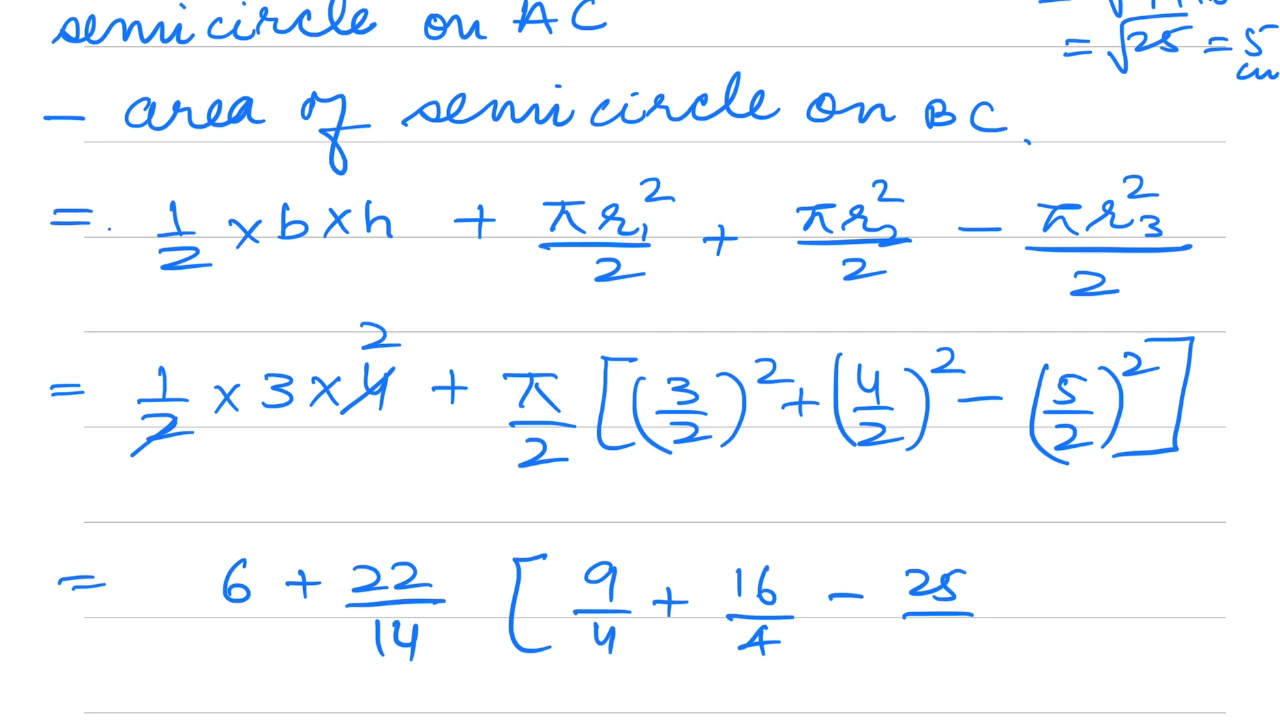 semicircle on AC
= √25 = 5 cm
- area of semicircle on BC.
= 1/2 × b × h + πr₁²/2 + πr₂²/2 - πr₃²/2
= 1/2 × 3 × 4 2 + π/2 [(3/2)² + (4/2)² - (5/2)²]
= 6 + 22/14 [9/4 + 16/4 - 25/